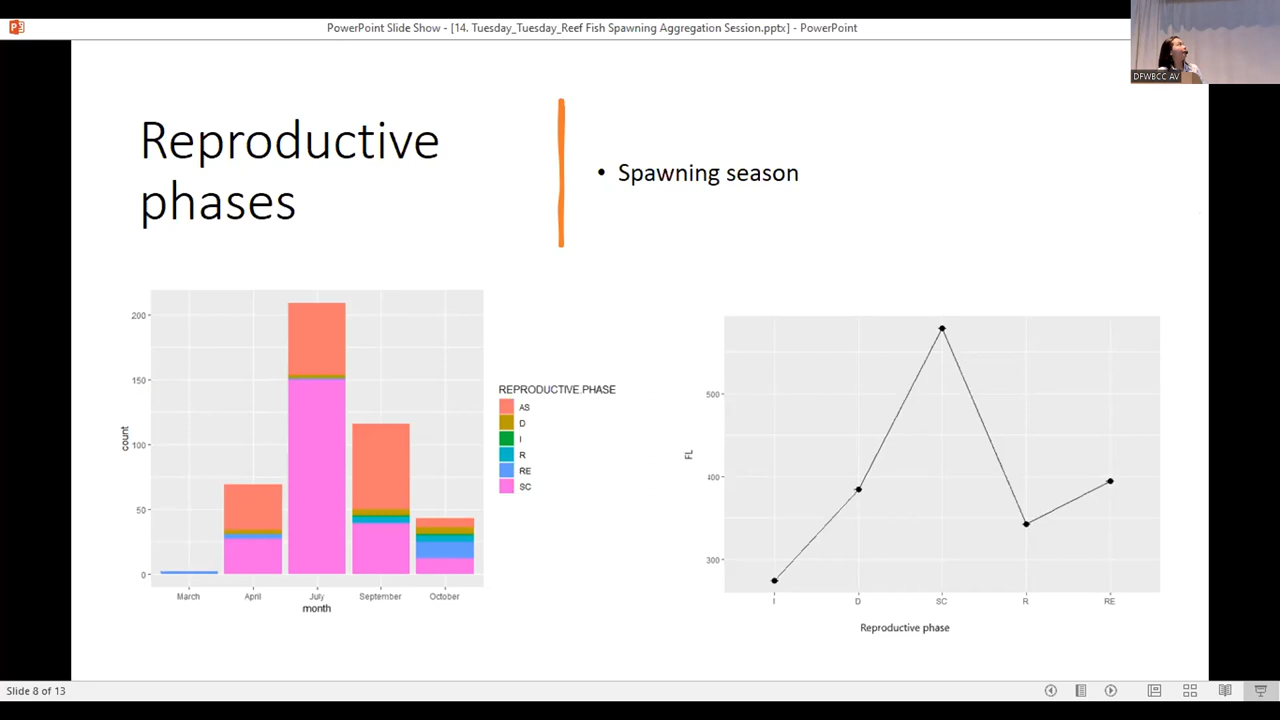 PowerPoint Slide Show - [14. Tuesday_Tuesday_Reef Fish Spawning Aggregation Session.pptx] - PowerPoint
DFWBCC AV
Reproductive
phases
• Spawning season
200
150
100
50
0
count
March April July September October
month
REPRODUCTIVE.PHASE
AS
D
I
R
RE
SC
500
400
300
FL
I D SC R RE
Reproductive phase
Slide 8 of 13